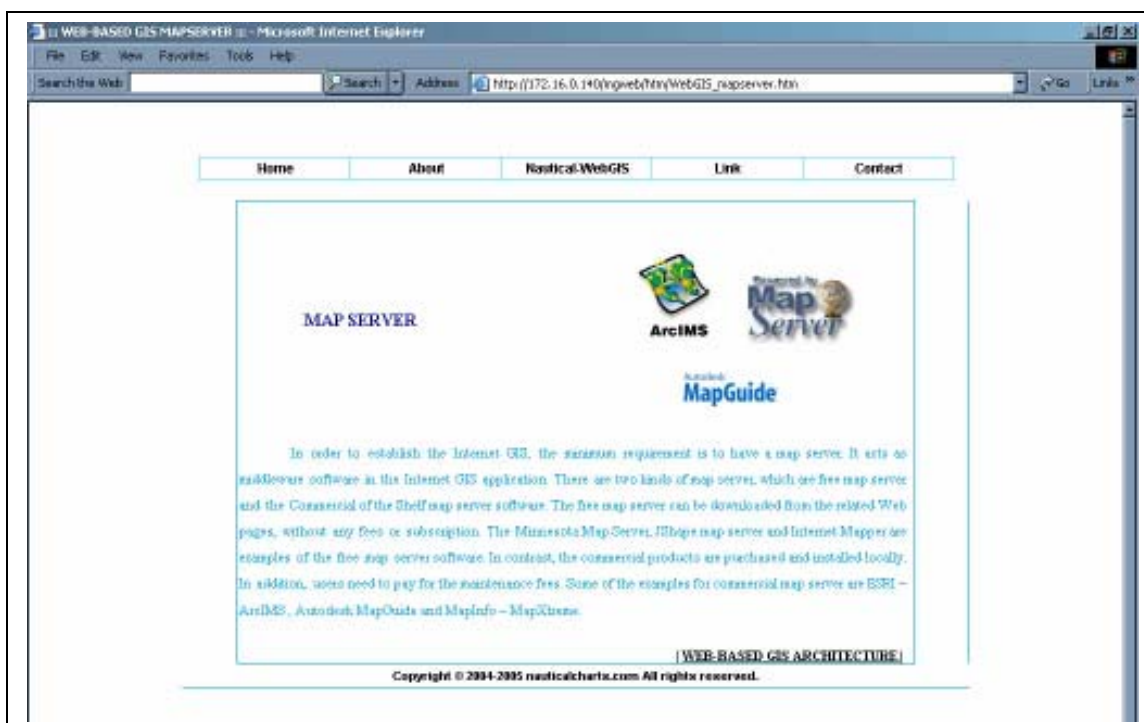 ::: WEB-BASED GIS MAPSERVER ::: - Microsoft Internet Explorer
File Edit View Favorites Tools Help
Search the Web Search Address http://172.16.0.140/mgweb/htm/WebGIS_mapserver.htm Go Links »
Home About Nautical-WebGIS Link Contact
MAP SERVER
ArcIMS
Powered by
Map
Server
Autodesk
MapGuide
In order to establish the Internet GIS, the minimum requirement is to have a map server. It acts as
middleware software in the Internet GIS application. There are two kinds of map server, which are free map server
and the Commercial of the Shelf map server software. The free map server can be downloaded from the related Web
pages, without any fees or subscription. The Minnesota Map Server, JShape map server and Internet Mapper are
examples of the free map server software. In contrast, the commercial products are purchased and installed locally.
In addition, users need to pay for the maintenance fees. Some of the examples for commercial map server are ESRI –
ArcIMS , Autodesk MapGuide and MapInfo – MapXtreme.
| WEB-BASED GIS ARCHITECTURE |
Copyright © 2004-2005 nauticalcharts.com All rights reserved.